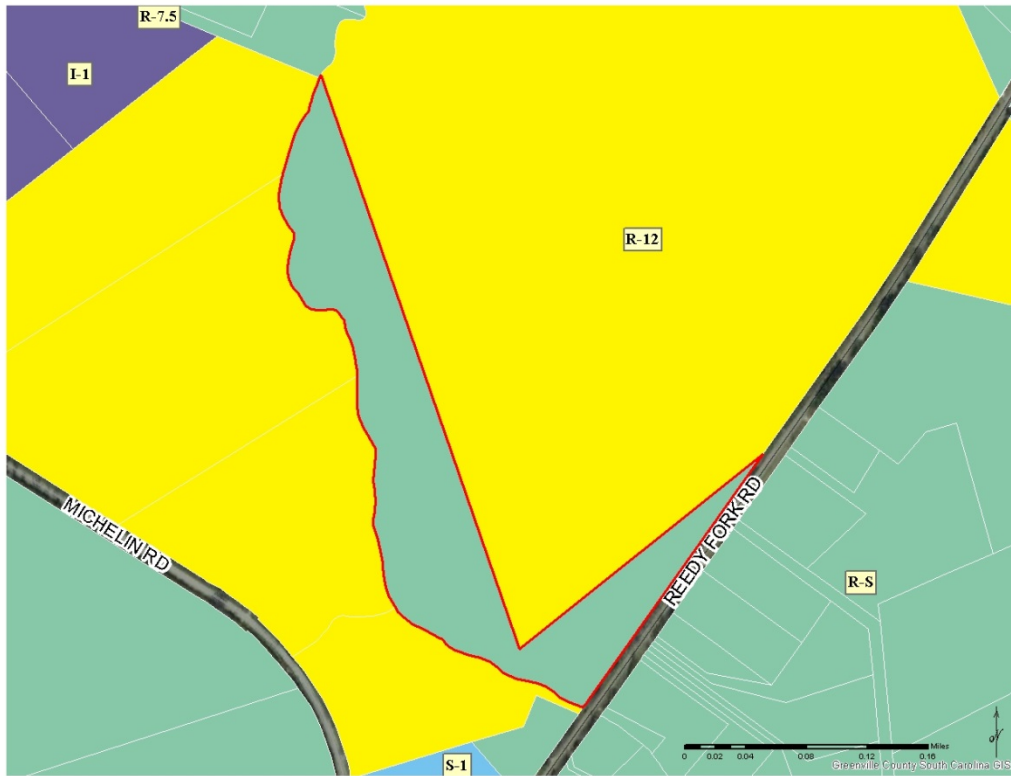 R-7.5
I-1
R-12
MICHELIN RD
REEDY FORK RD
R-S
S-1
Miles
0 0.02 0.04 0.08 0.12 0.16
Greenville County South Carolina GIS